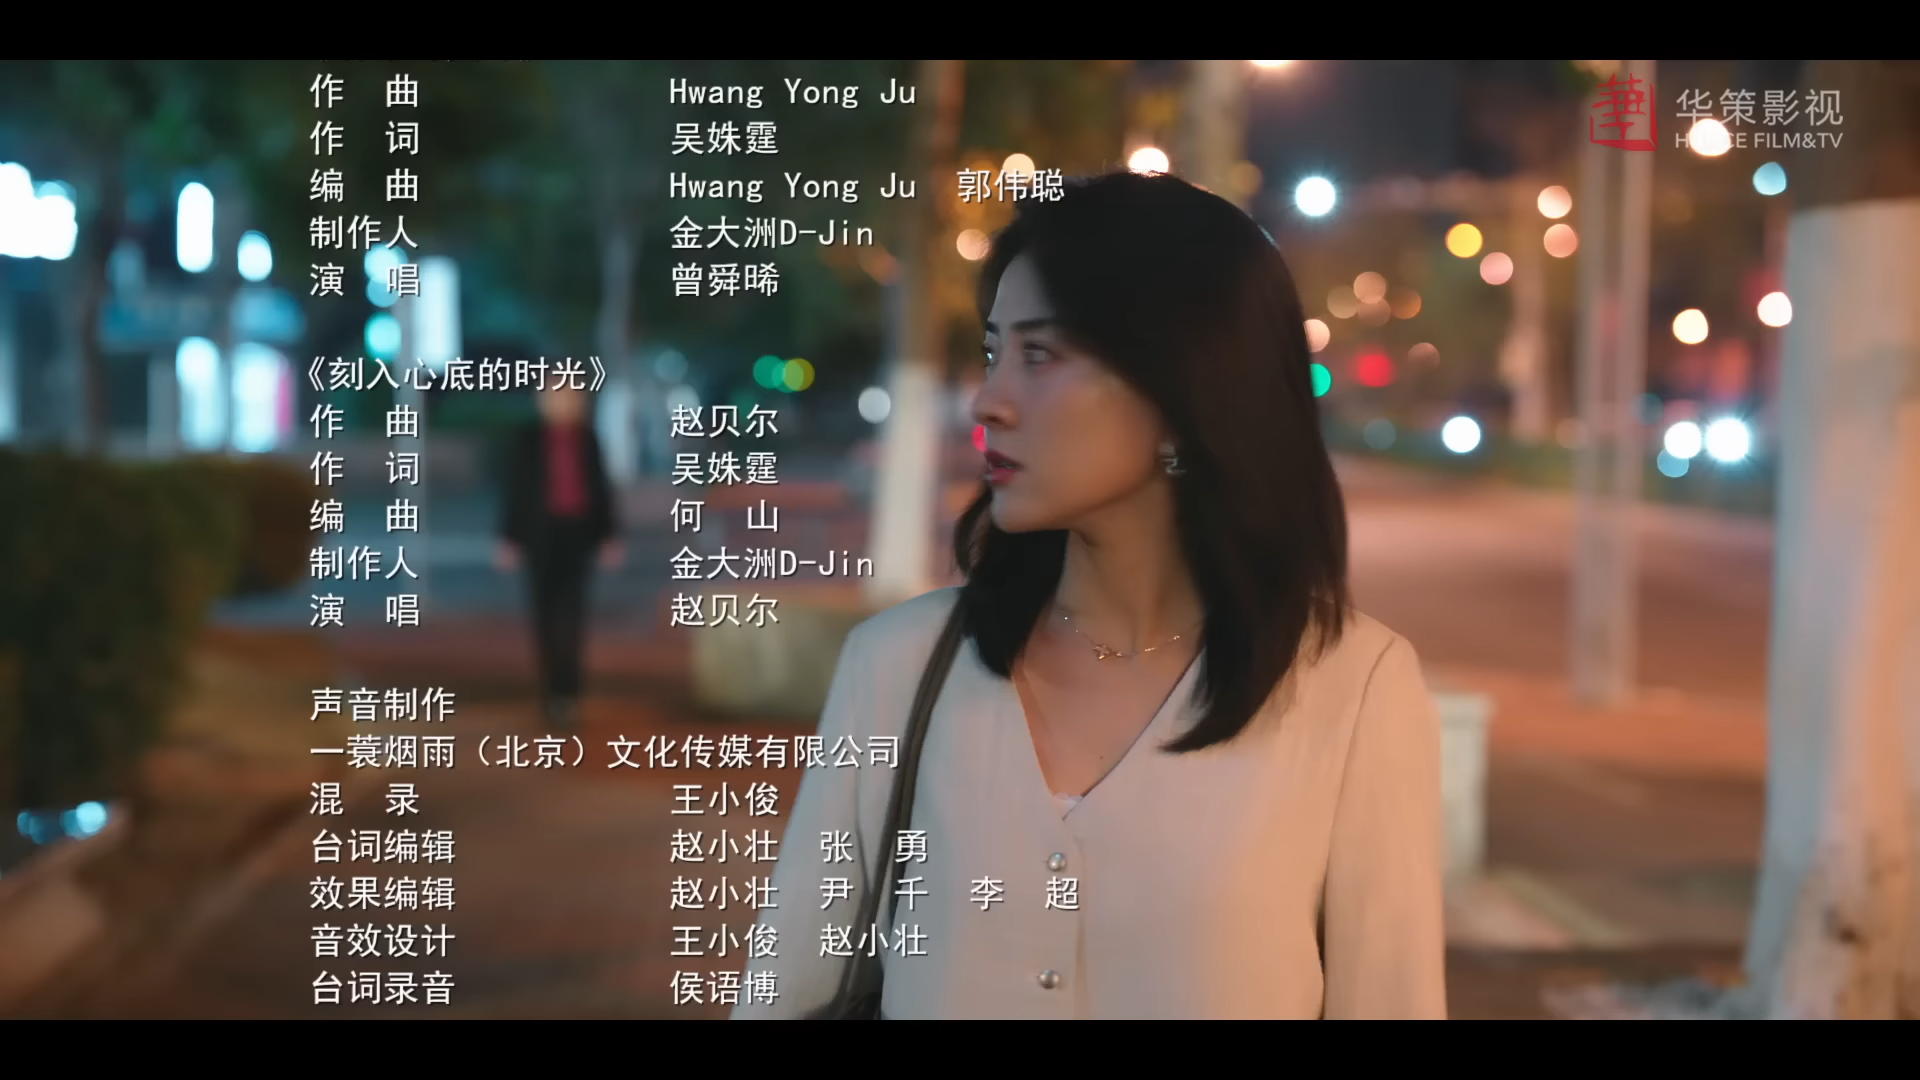 作 曲 Hwang Yong Ju
作 词 吴姝霆
编 曲 Hwang Yong Ju 郭伟聪
制作人 金大洲D-Jin
演 唱 曾舜晞
《刻入心底的时光》
作 曲 赵贝尔
作 词 吴姝霆
编 曲 何 山
制作人 金大洲D-Jin
演 唱 赵贝尔
声音制作
一蓑烟雨（北京）文化传媒有限公司
混 录 王小俊
台词编辑 赵小壮 张 勇
效果编辑 赵小壮 尹 千 李 超
音效设计 王小俊 赵小壮
台词录音 侯语博
华策影视
FILM&TV